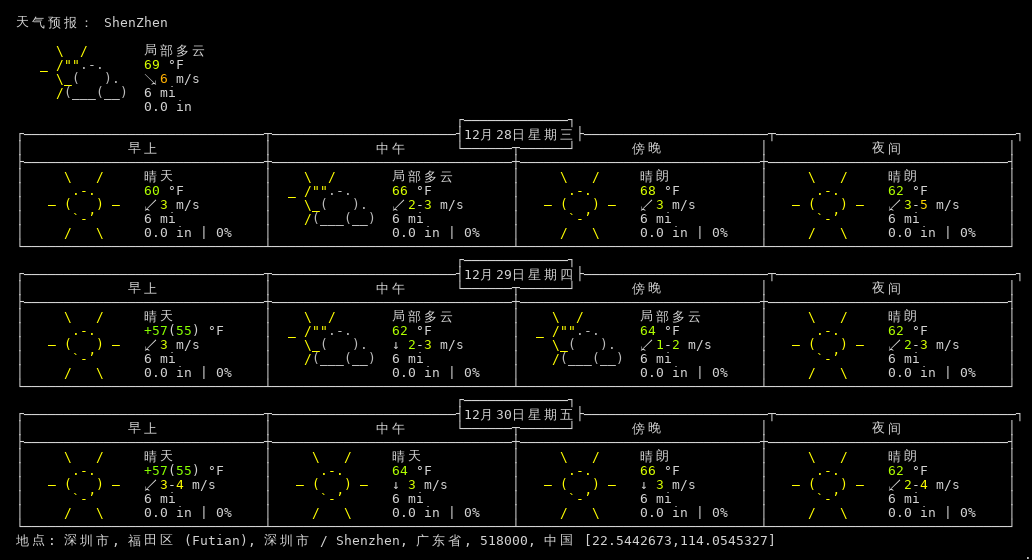 天气预报： ShenZhen
局部多云
69 °F
↘6 m/s
6 mi
0.0 in
12月28日星期三
早上 中午 傍晚 夜间
晴天 局部多云 晴朗 晴朗
60 °F 66 °F 68 °F 62 °F
↙3 m/s ↙2-3 m/s ↙3 m/s ↙3-5 m/s
6 mi 6 mi 6 mi 6 mi
0.0 in | 0% 0.0 in | 0% 0.0 in | 0% 0.0 in | 0%
12月29日星期四
早上 中午 傍晚 夜间
晴天 局部多云 局部多云 晴朗
+57(55) °F 62 °F 64 °F 62 °F
↙3 m/s ↓ 2-3 m/s ↙1-2 m/s ↙2-3 m/s
6 mi 6 mi 6 mi 6 mi
0.0 in | 0% 0.0 in | 0% 0.0 in | 0% 0.0 in | 0%
12月30日星期五
早上 中午 傍晚 夜间
晴天 晴天 晴朗 晴朗
+57(55) °F 64 °F 66 °F 62 °F
↙3-4 m/s ↓ 3 m/s ↓ 3 m/s ↙2-4 m/s
6 mi 6 mi 6 mi 6 mi
0.0 in | 0% 0.0 in | 0% 0.0 in | 0% 0.0 in | 0%
地点: 深圳市, 福田区 (Futian), 深圳市 / Shenzhen, 广东省, 518000, 中国 [22.5442673,114.0545327]